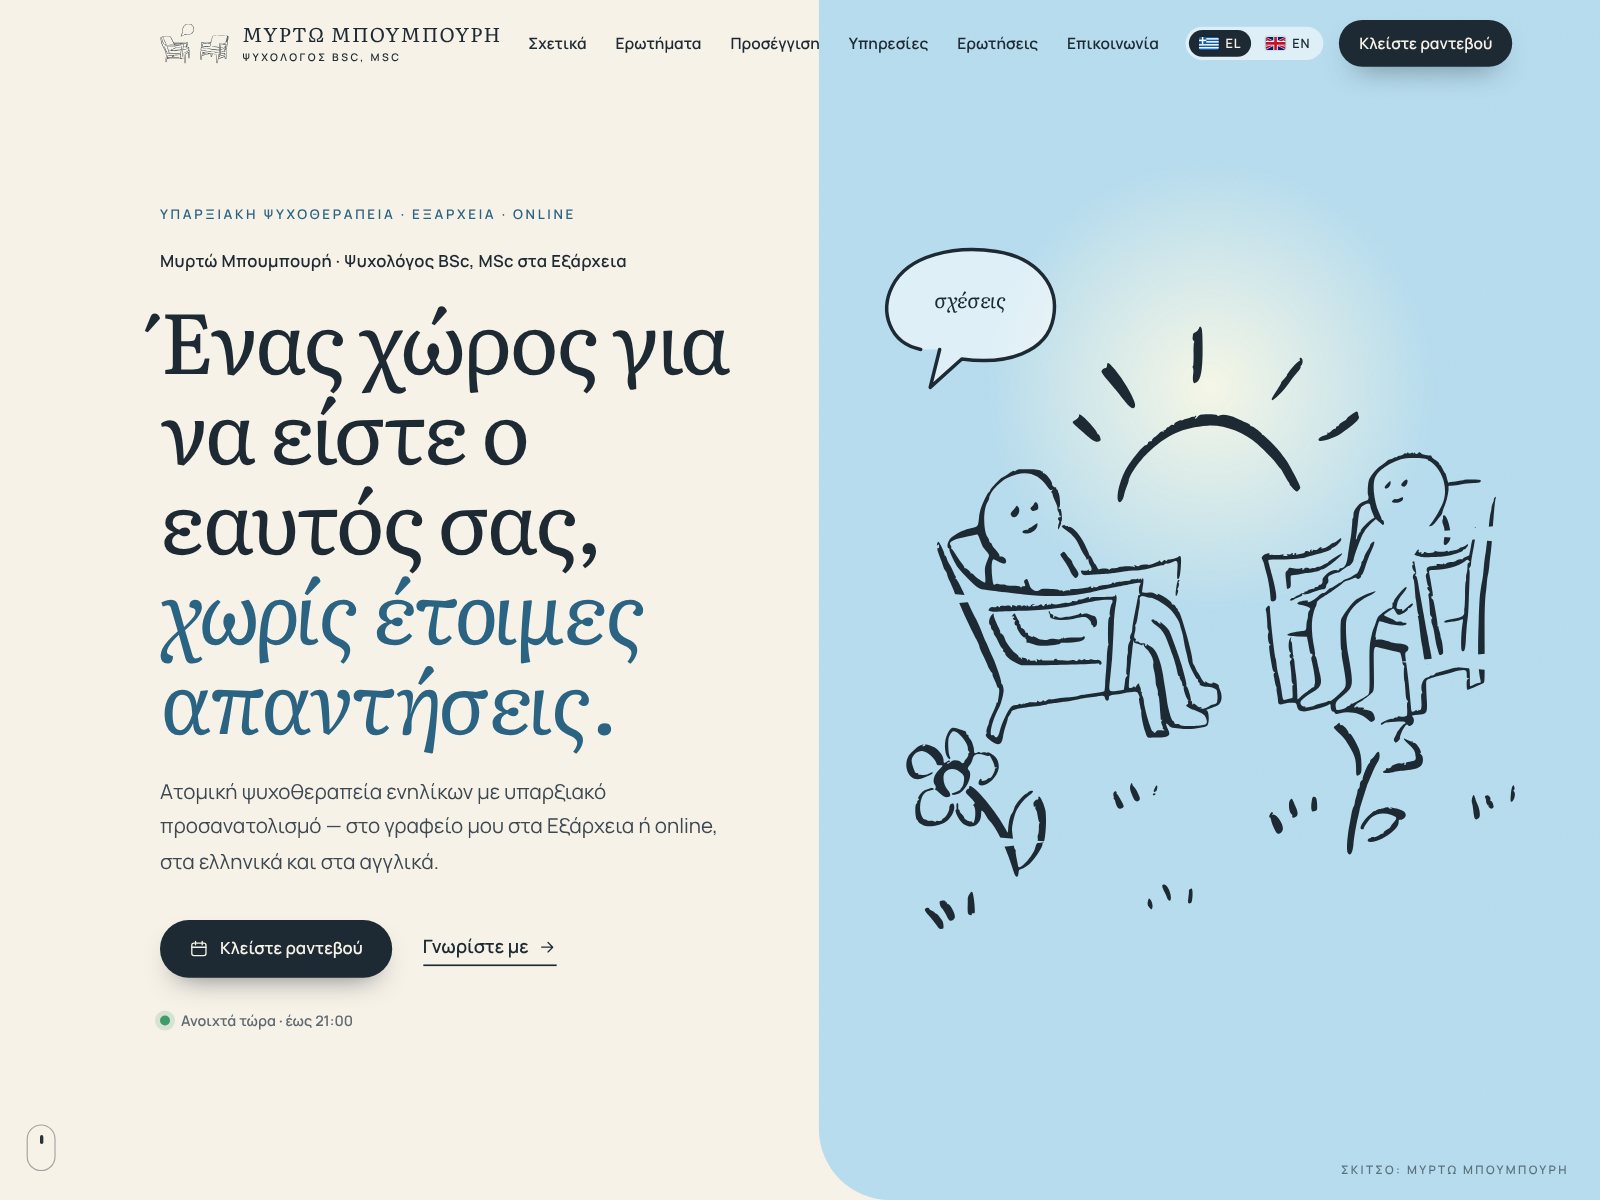 ΜΥΡΤΩ ΜΠΟΥΜΠΟΥΡΗ
ΨΥΧΟΛΟΓΟΣ BSC, MSC
Σχετικά Ερωτήματα Προσέγγιση Υπηρεσίες Ερωτήσεις Επικοινωνία EL EN Κλείστε ραντεβού
ΥΠΑΡΞΙΑΚΗ ΨΥΧΟΘΕΡΑΠΕΙΑ · ΕΞΑΡΧΕΙΑ · ONLINE
Μυρτώ Μπουμπουρή · Ψυχολόγος BSc, MSc στα Εξάρχεια
Ένας χώρος για
να είστε ο
εαυτός σας,
χωρίς έτοιμες
απαντήσεις.
Ατομική ψυχοθεραπεία ενηλίκων με υπαρξιακό
προσανατολισμό — στο γραφείο μου στα Εξάρχεια ή online,
στα ελληνικά και στα αγγλικά.
Κλείστε ραντεβού Γνωρίστε με →
Ανοιχτά τώρα · έως 21:00
σχέσεις
ΣΚΙΤΣΟ: ΜΥΡΤΩ ΜΠΟΥΜΠΟΥΡΗ